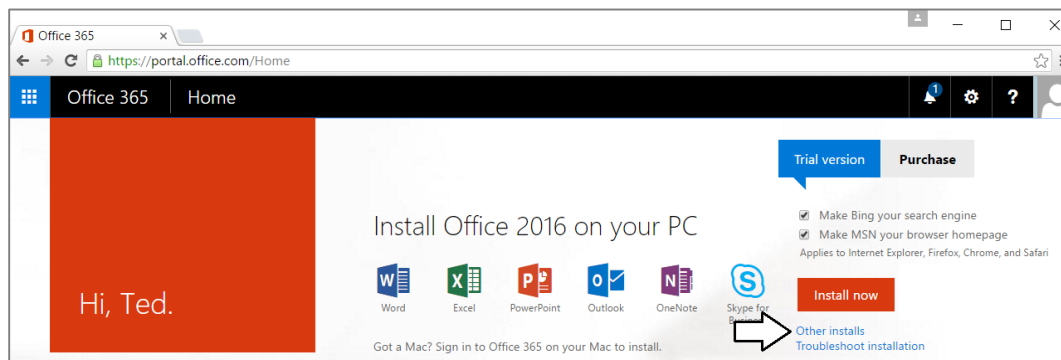 Office 365
https://portal.office.com/Home
Office 365 Home 1 ?
Trial version Purchase
Make Bing your search engine
Make MSN your browser homepage
Applies to Internet Explorer, Firefox, Chrome, and Safari
Install Office 2016 on your PC
Hi, Ted.
Word Excel PowerPoint Outlook OneNote Skype for
Install now
Other installs
Troubleshoot installation
Got a Mac? Sign in to Office 365 on your Mac to install.